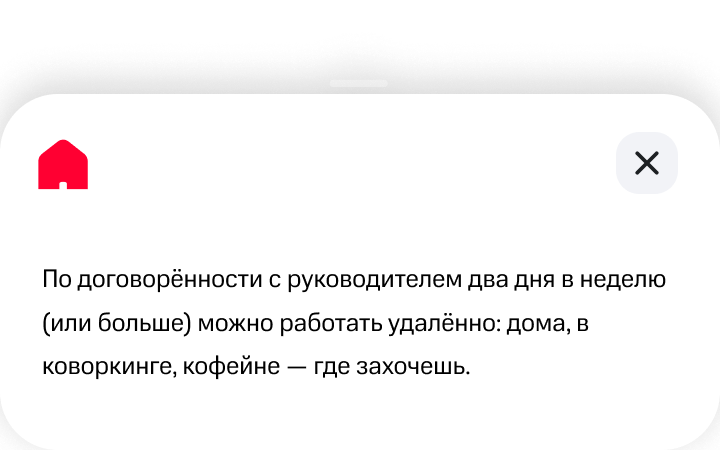 По договорённости с руководителем два дня в неделю
(или больше) можно работать удалённо: дома, в
коворкинге, кофейне — где захочешь.